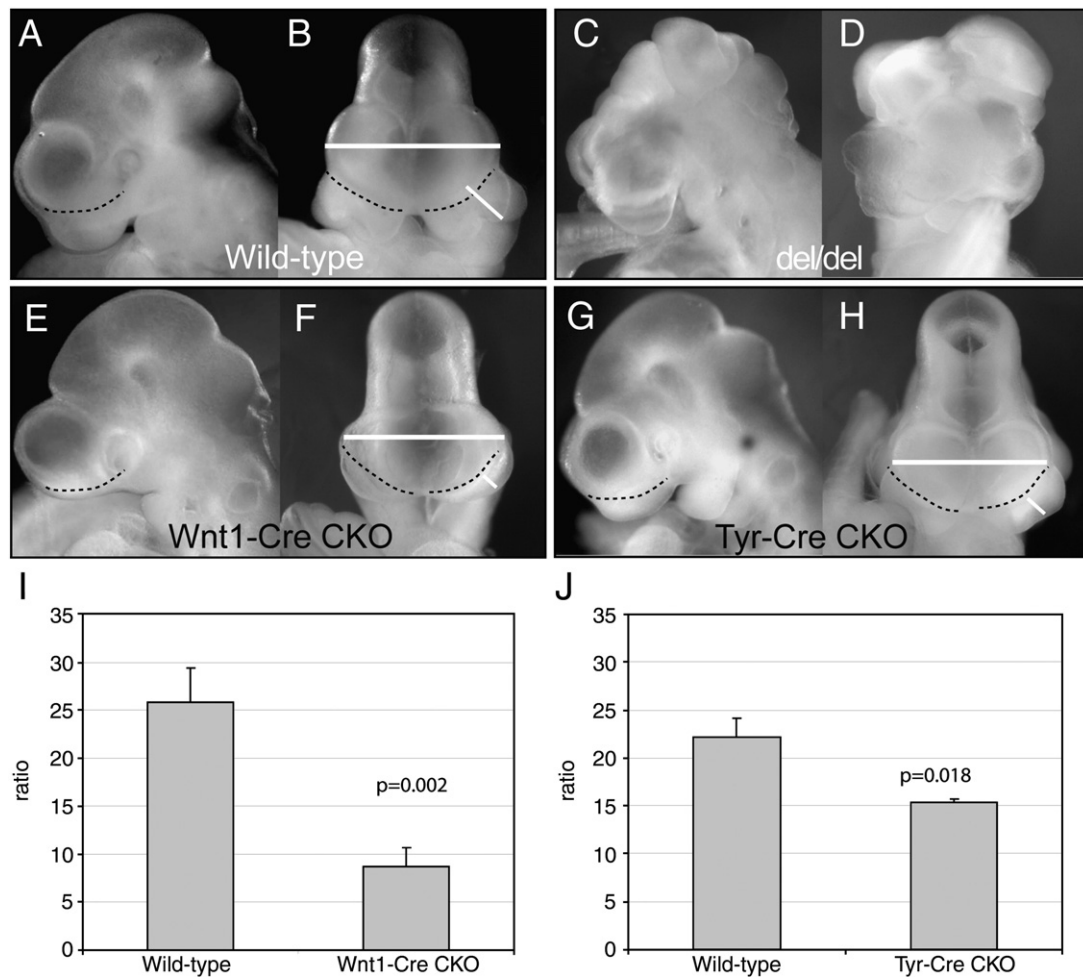 A
B
C
D
Wild-type
del/del
E
F
G
H
Wnt1-Cre CKO
Tyr-Cre CKO
I
35
30
25
20
15
10
5
0
ratio
p=0.002
Wild-type
Wnt1-Cre CKO
J
35
30
25
20
15
10
5
0
ratio
p=0.018
Wild-type
Tyr-Cre CKO